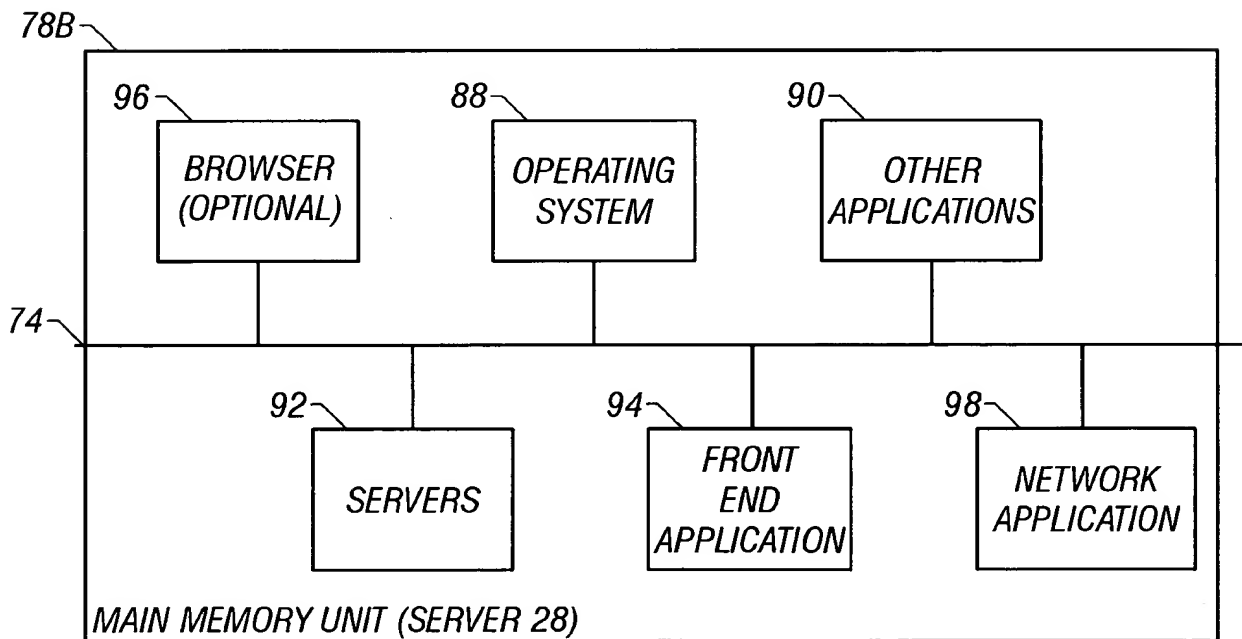 78B
96
88
90
BROWSER
(OPTIONAL)
OPERATING
SYSTEM
OTHER
APPLICATIONS
74
92
94
98
SERVERS
FRONT
END
APPLICATION
NETWORK
APPLICATION
MAIN MEMORY UNIT (SERVER 28)